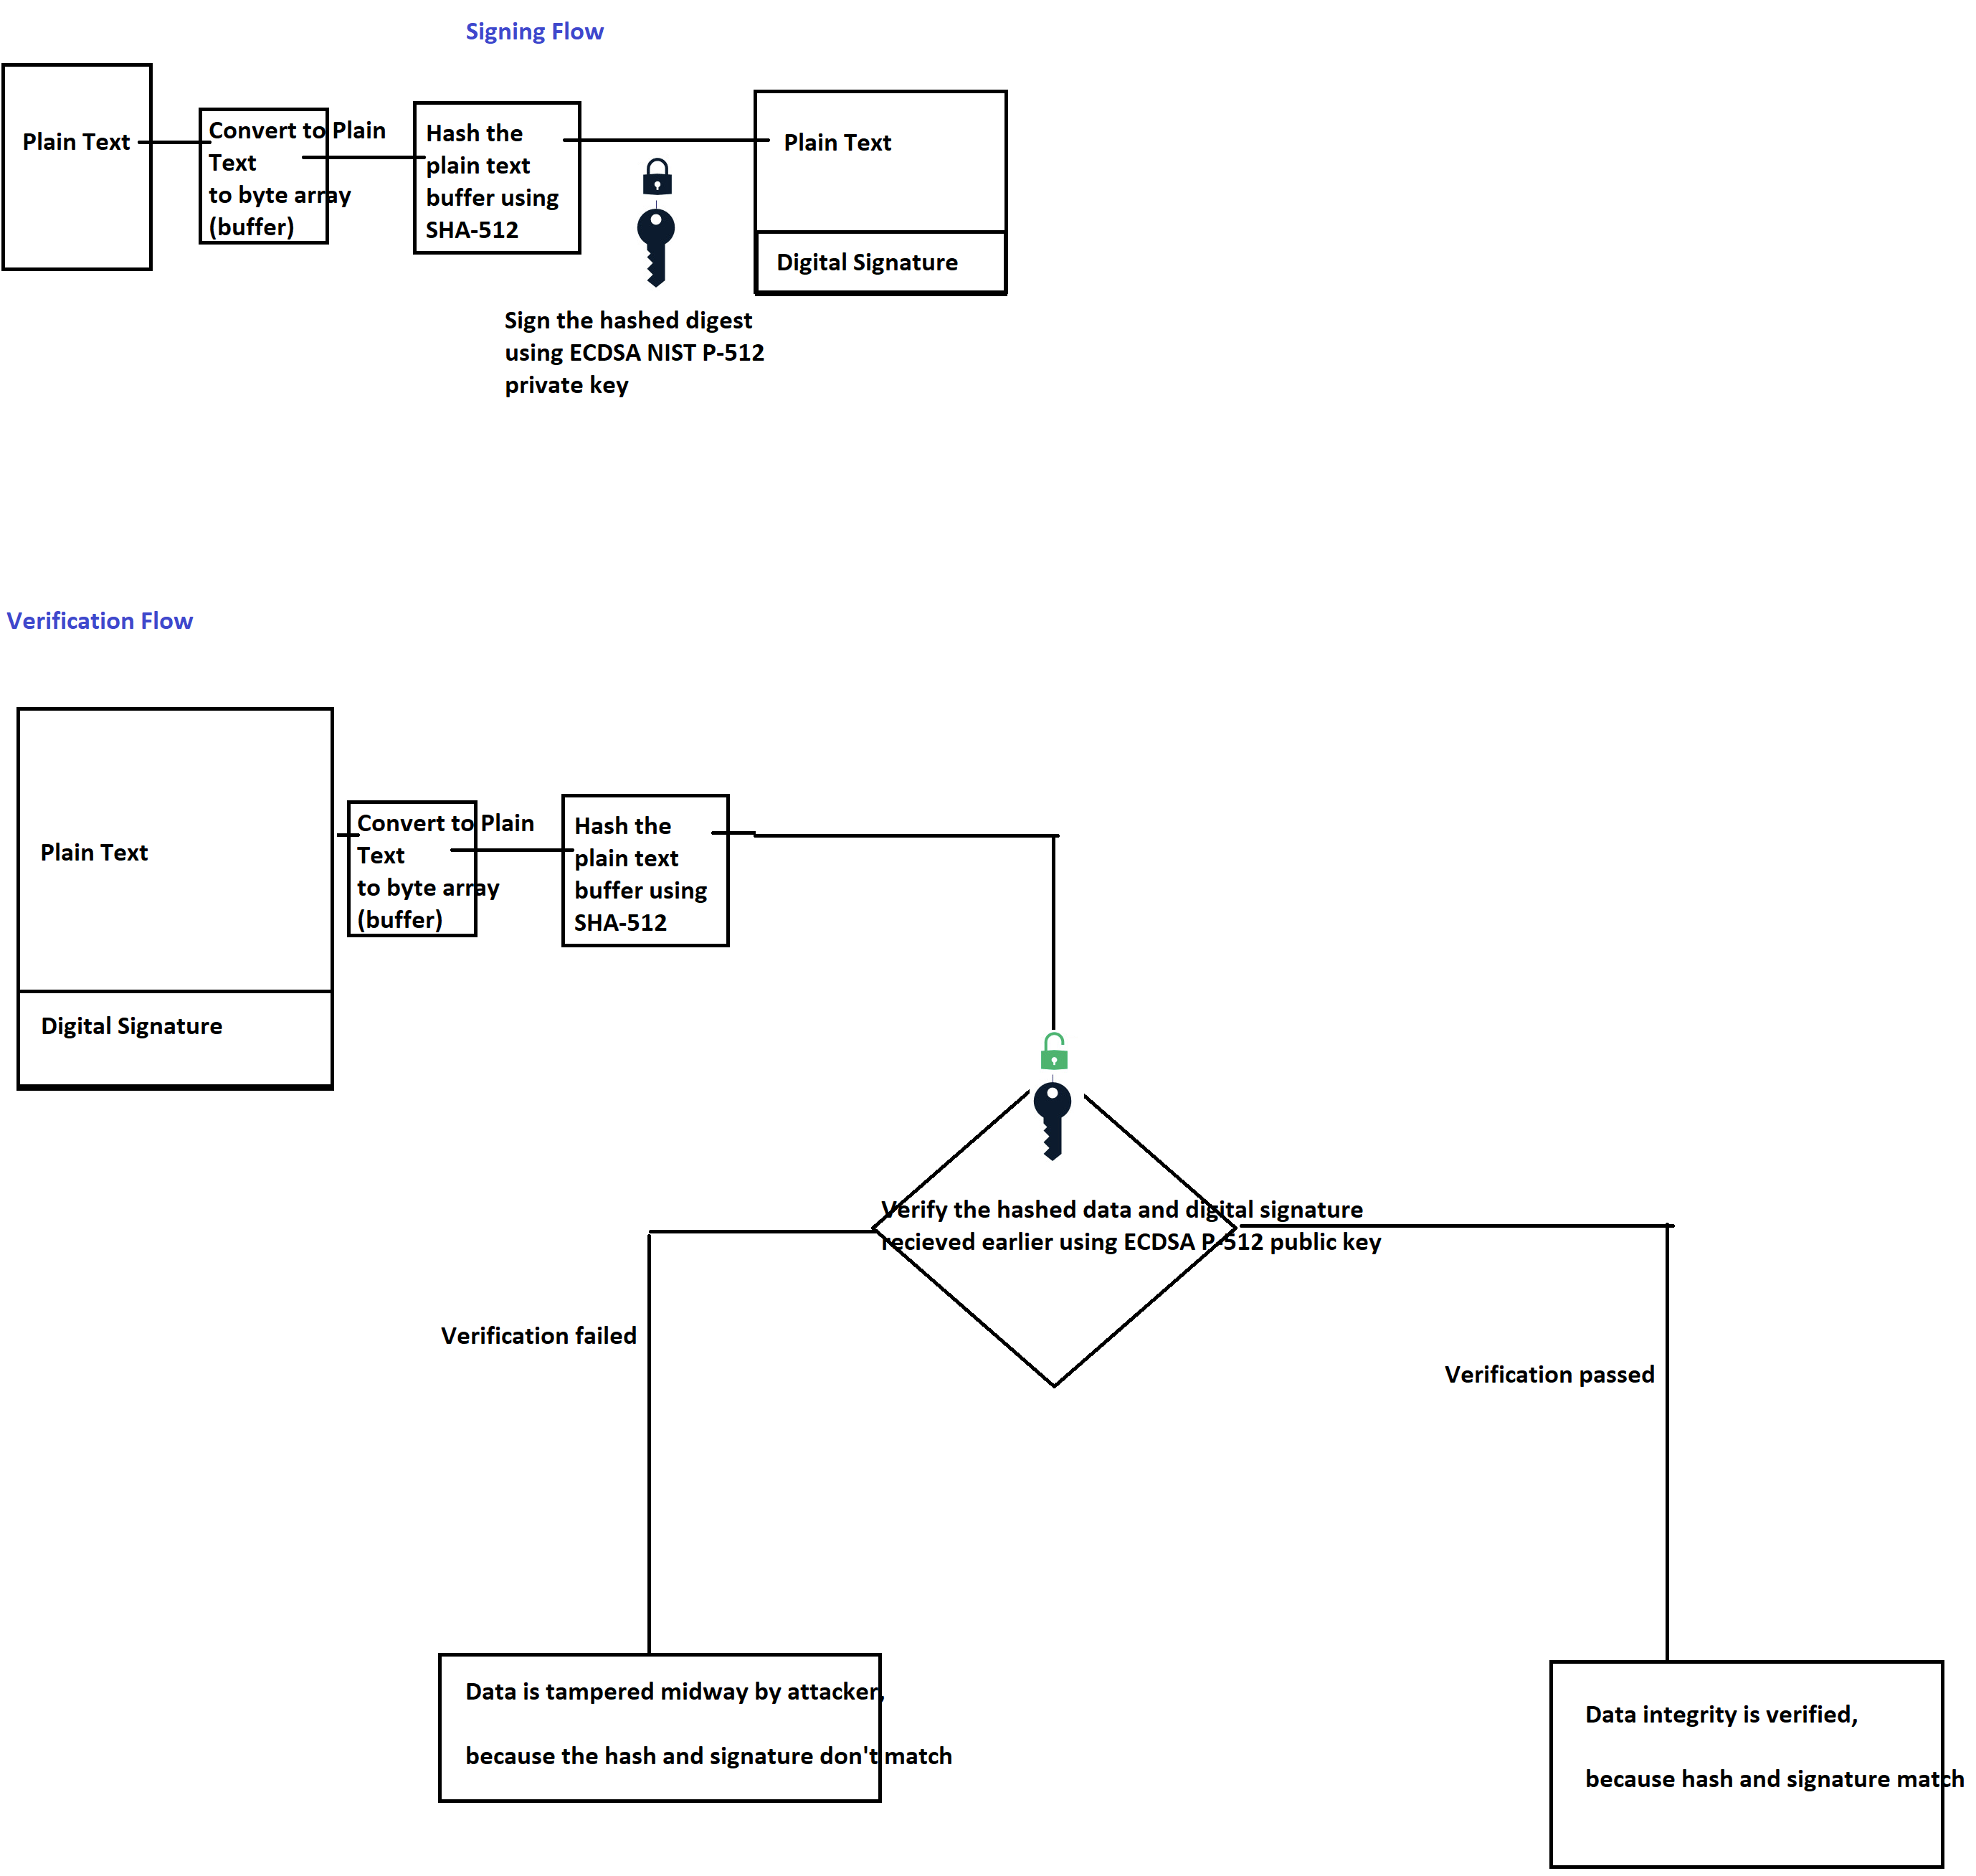 Signing Flow
Plain Text
Convert to Plain
Text
to byte array
(buffer)
Hash the
plain text
buffer using
SHA-512
Plain Text
Digital Signature
Sign the hashed digest
using ECDSA NIST P-512
private key
Verification Flow
Plain Text
Digital Signature
Convert to Plain
Text
to byte array
(buffer)
Hash the
plain text
buffer using
SHA-512
Verify the hashed data and digital signature
recieved earlier using ECDSA P-512 public key
Verification failed
Verification passed
Data is tampered midway by attacker,
because the hash and signature don't match
Data integrity is verified,
because hash and signature match